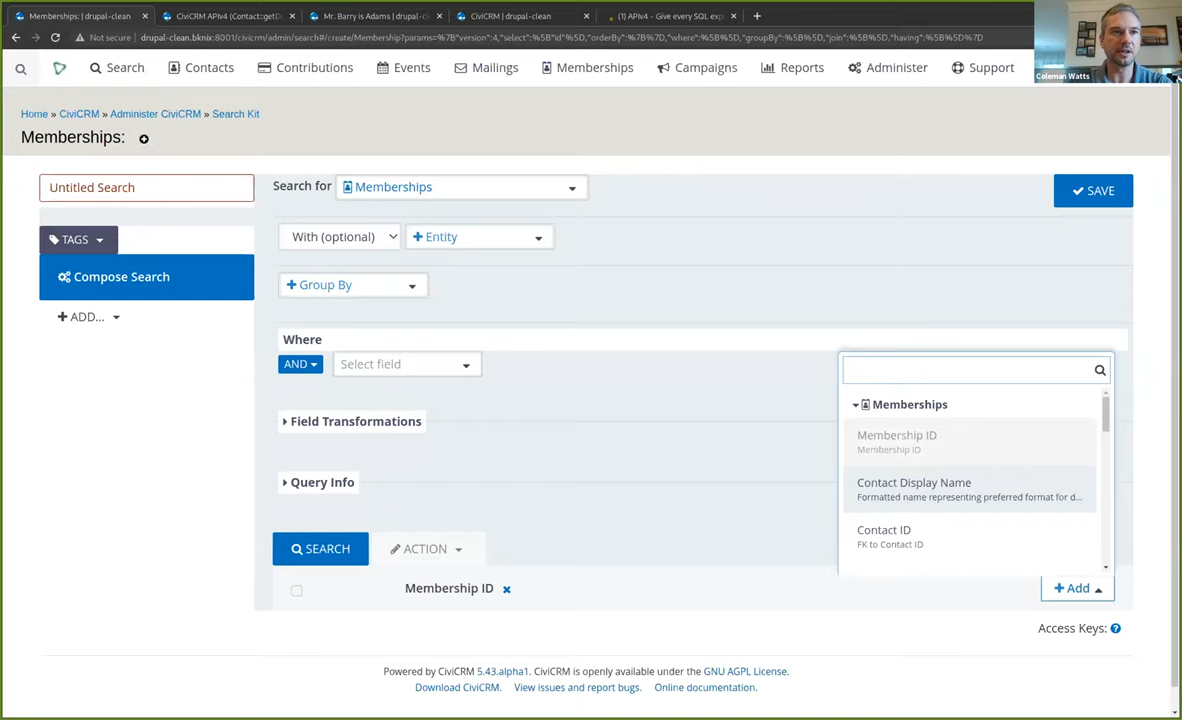 Memberships: | drupal-clean
CiviCRM APIv4 (Contact::getD
Mr. Barry is Adams | drupal-c
CiviCRM | drupal-clean
(1) APIv4 - Give every SQL exp
Not secure
drupal-clean.bknix:8001/civicrm/admin/search#/create/Membership?params=%7B"version":4,"select":%5B"id"%5D,"orderBy":%7B%7D,"where":%5B%5D,"groupBy":%5B%5D,"join":%5B%5D,"having":%5B%5D%7D
Search
Contacts
Contributions
Events
Mailings
Memberships
Campaigns
Reports
Administer
Support
Coleman Watts
Home » CiviCRM » Administer CiviCRM » Search Kit
Memberships:
Untitled Search
Search for
Memberships
SAVE
TAGS
With (optional)
+ Entity
Compose Search
+ Group By
+ ADD...
Where
AND
Select field
Memberships
Field Transformations
Membership ID
Membership ID
Query Info
Contact Display Name
Formatted name representing preferred format for d...
Contact ID
FK to Contact ID
SEARCH
ACTION
Membership ID
+ Add
Access Keys:
Powered by CiviCRM 5.43.alpha1. CiviCRM is openly available under the GNU AGPL License.
Download CiviCRM. View issues and report bugs. Online documentation.